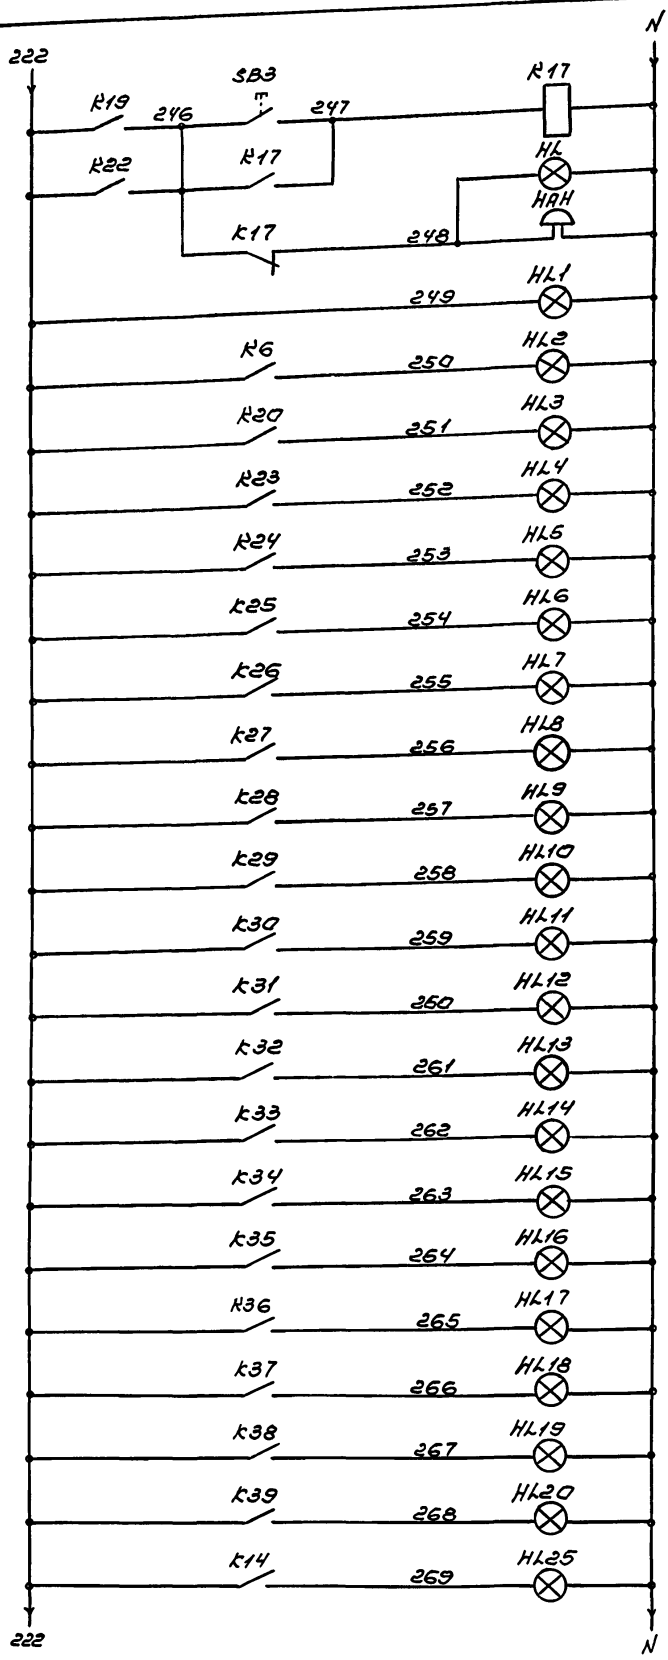 222 N
K19 246 SB3 247 K17
K22 K17 HL
K17 248 HAH
249 HL1
K6 250 HL2
K20 251 HL3
K23 252 HL4
K24 253 HL5
K25 254 HL6
K26 255 HL7
K27 256 HL8
K28 257 HL9
K29 258 HL10
K30 259 HL11
K31 250 HL12
K32 261 HL13
K33 262 HL14
K34 263 HL15
K35 264 HL16
K36 265 HL17
K37 266 HL18
K38 267 HL19
K39 268 HL20
K14 269 HL25
222 N